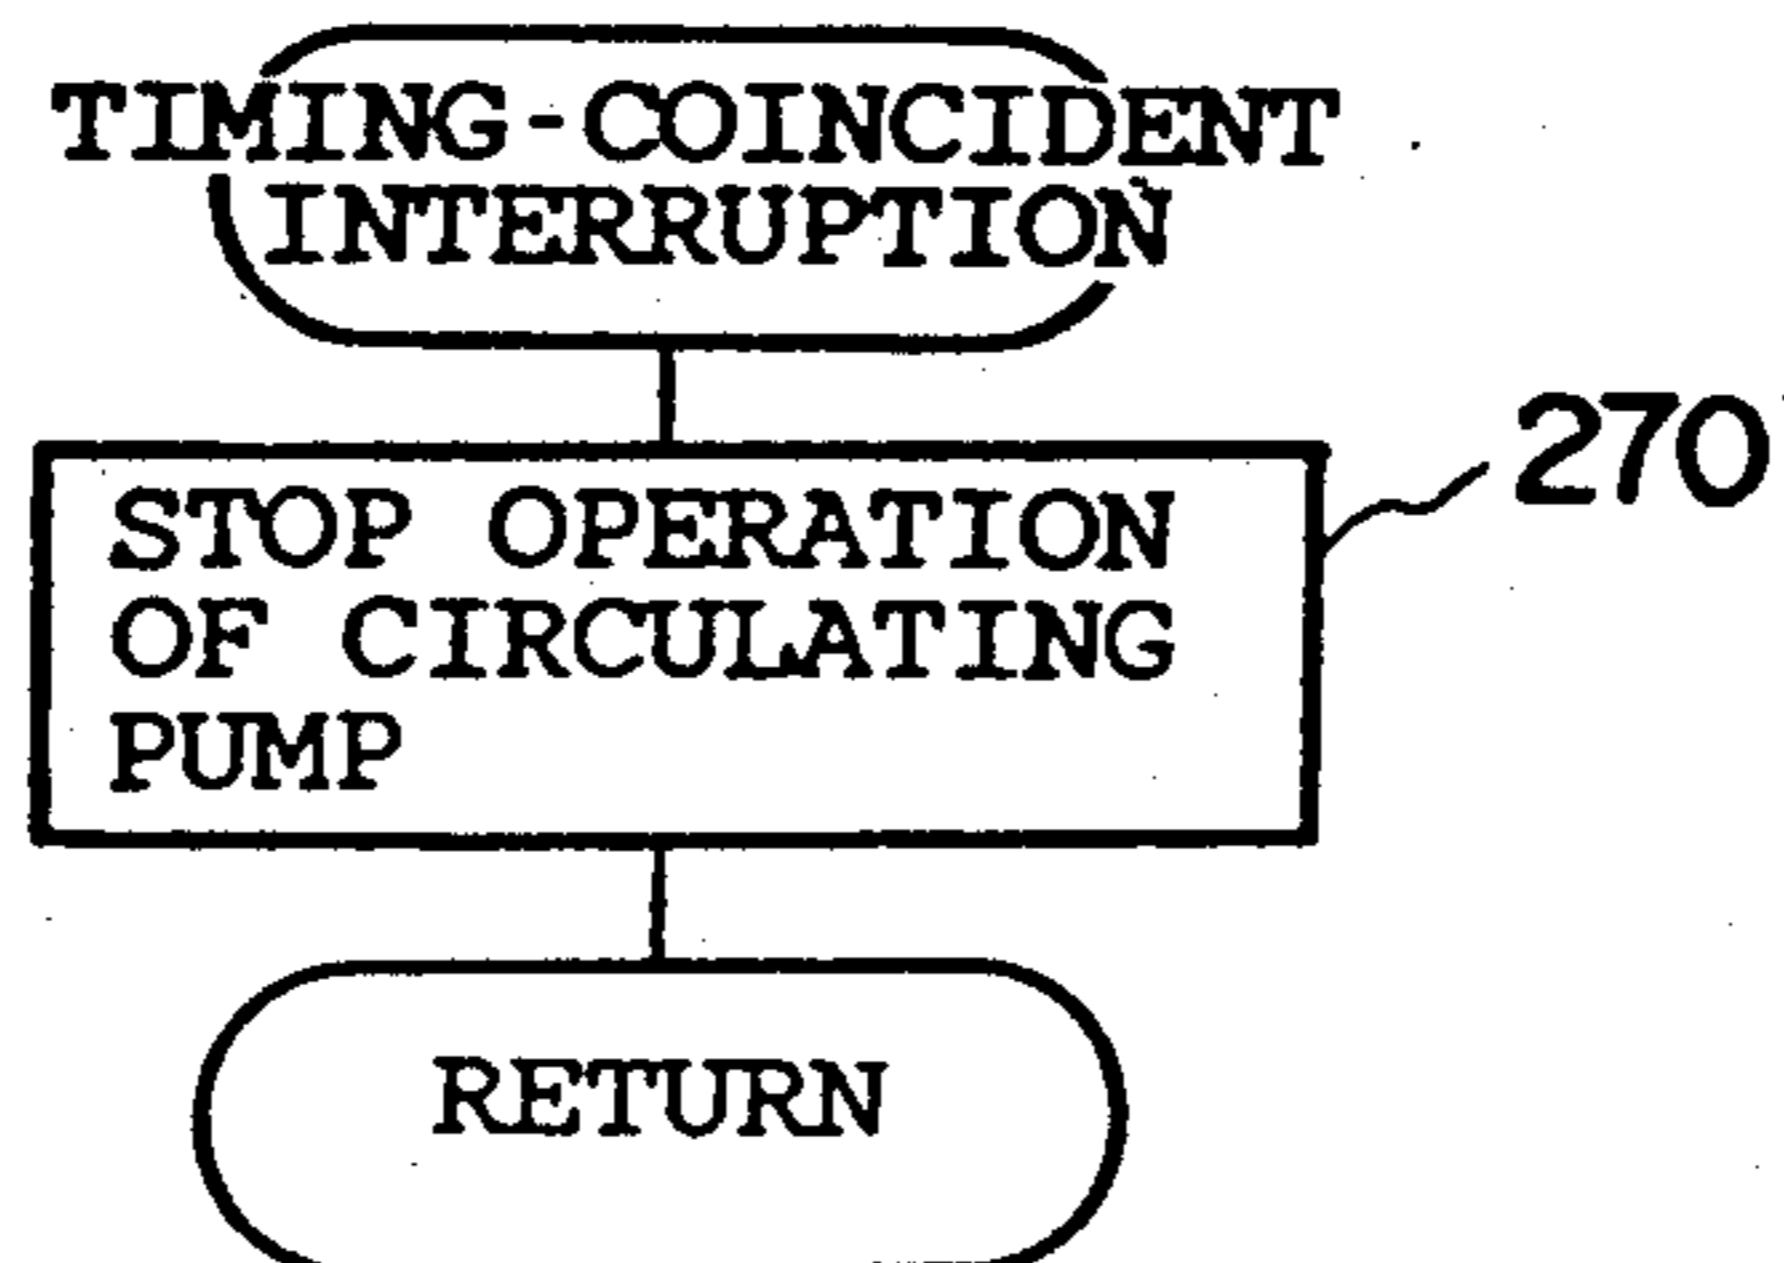 TIMING-COINCIDENT
INTERRUPTION
270
STOP OPERATION
OF CIRCULATING
PUMP
RETURN